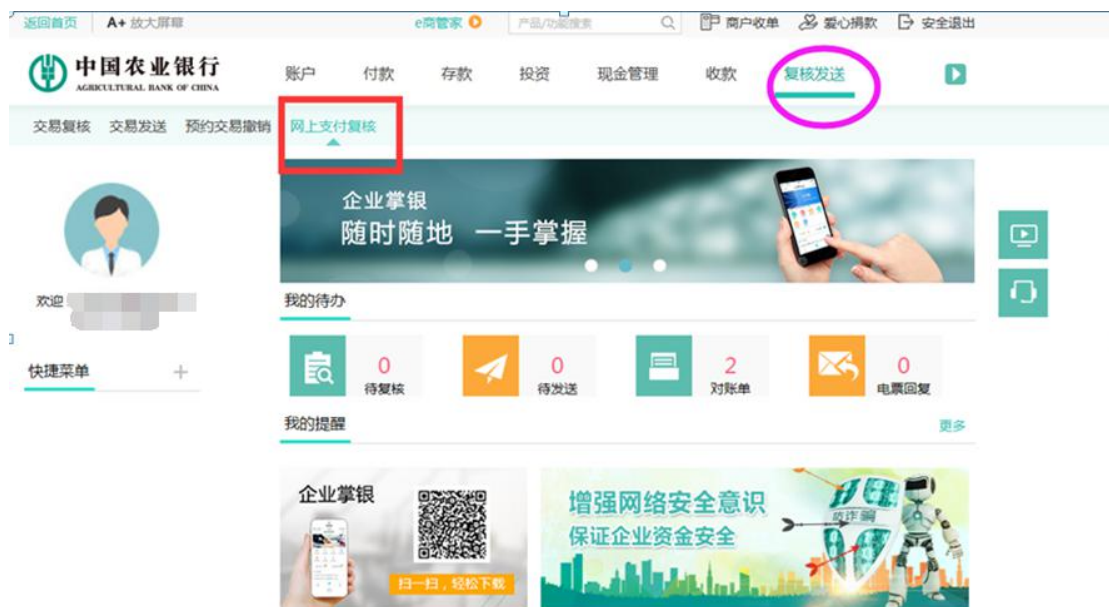 返回首页 A+ 放大屏幕 e商管家 产品/功能搜索 商户收单 爱心捐款 安全退出
中国农业银行
AGRICULTURAL BANK OF CHINA
账户 付款 存款 投资 现金管理 收款 复核发送
交易复核 交易发送 预约交易撤销 网上支付复核
企业掌银
随时随地 一手掌握
欢迎
我的待办
快捷菜单
0
待复核
0
待发送
2
对账单
0
电票回复
我的提醒 更多
企业掌银
扫一扫，轻松下载
增强网络安全意识
保证企业资金安全
防诈骗